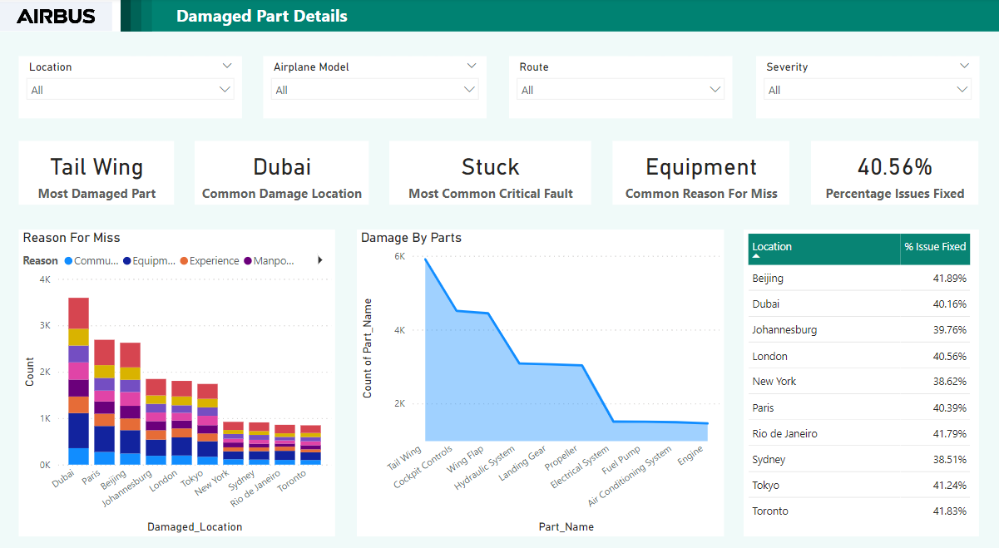 AIRBUS
Damaged Part Details
Location
All
Airplane Model
All
Route
All
Severity
All
Tail Wing
Most Damaged Part
Dubai
Common Damage Location
Stuck
Most Common Critical Fault
Equipment
Common Reason For Miss
40.56%
Percentage Issues Fixed
Reason For Miss
Reason Commu... Equipm... Experience Manpo...
4K
3K
2K
1K
0K
Count
Dubai
Paris
Beijing
Johannesburg
London
Tokyo
New York
Sydney
Rio de Janeiro
Toronto
Damaged_Location
Damage By Parts
6K
4K
2K
Count of Part_Name
Tail Wing
Cockpit Controls
Wing Flap
Hydraulic System
Landing Gear
Propeller
Electrical System
Fuel Pump
Air Conditioning System
Engine
Part_Name
Location % Issue Fixed
Beijing 41.89%
Dubai 40.16%
Johannesburg 39.76%
London 40.56%
New York 38.62%
Paris 40.39%
Rio de Janeiro 41.79%
Sydney 38.51%
Tokyo 41.24%
Toronto 41.83%